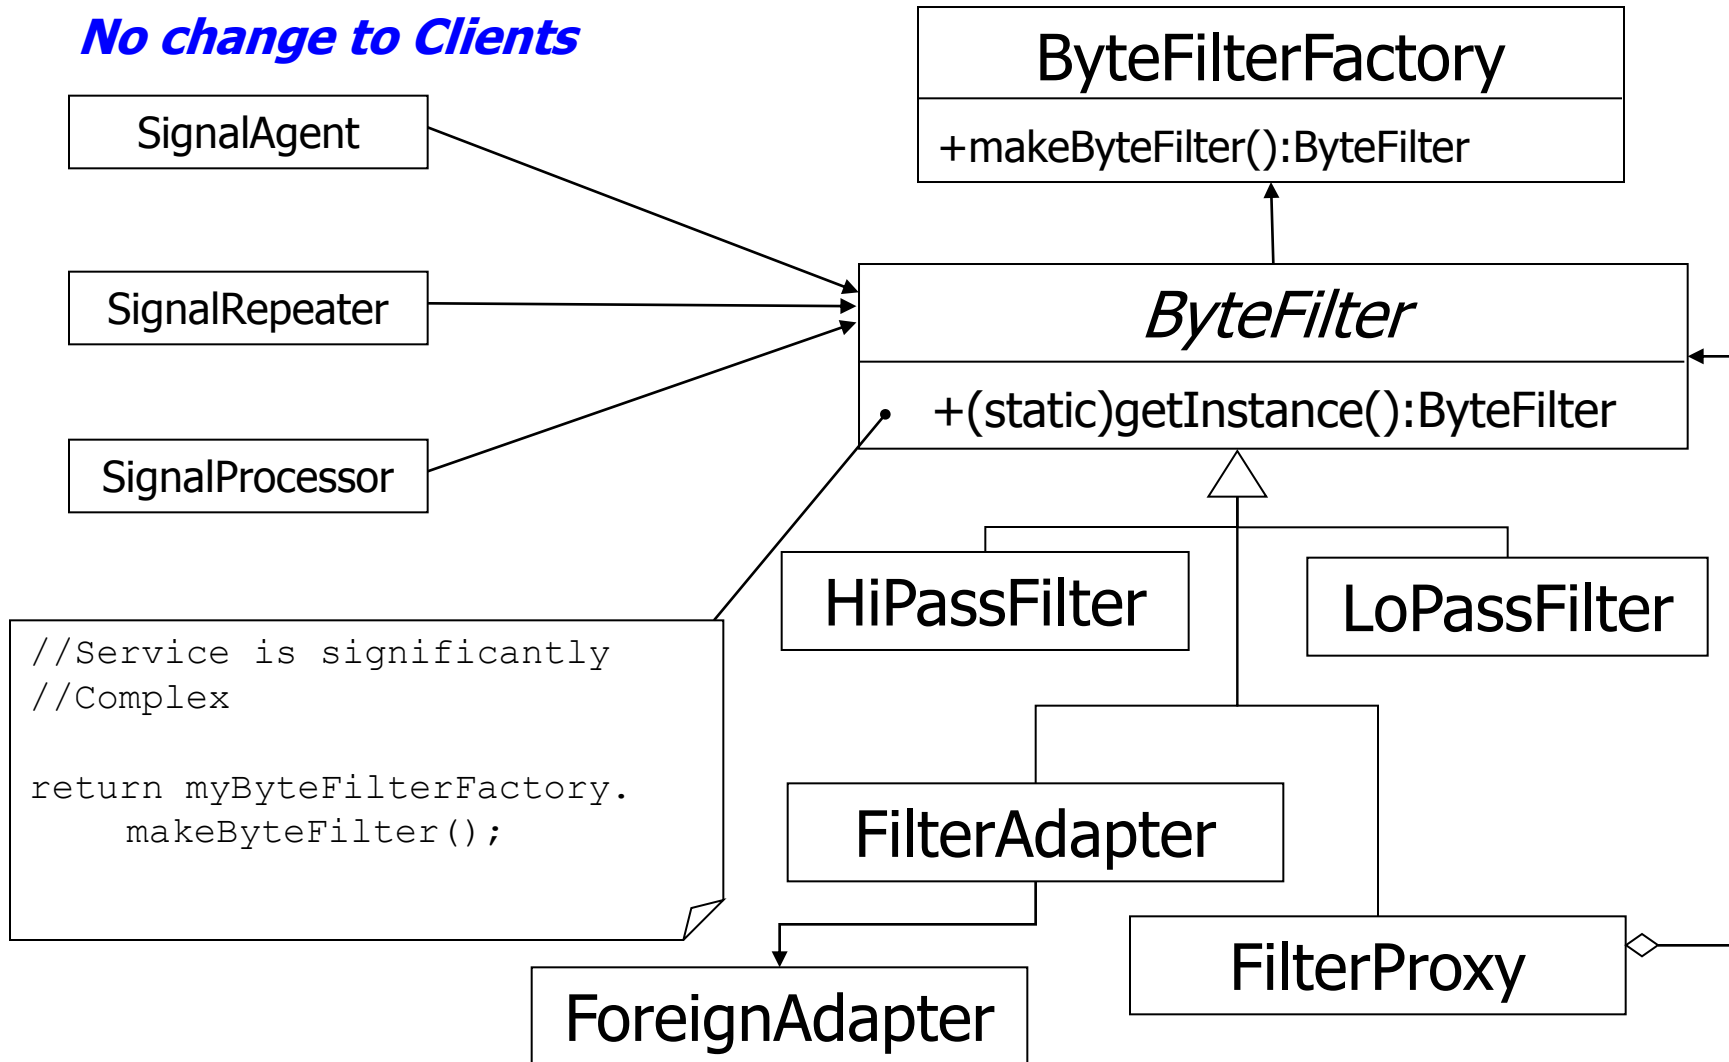 No change to Clients
ByteFilterFactory
+makeByteFilter():ByteFilter
SignalAgent
SignalRepeater
SignalProcessor
ByteFilter
+(static)getInstance():ByteFilter
HiPassFilter
LoPassFilter
//Service is significantly
//Complex
return myByteFilterFactory.
makeByteFilter();
FilterAdapter
FilterProxy
ForeignAdapter